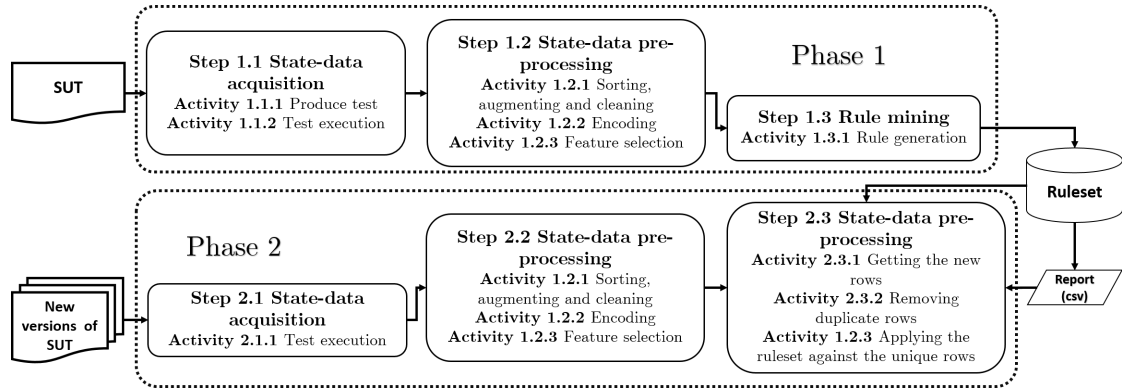 SUT
Step 1.1 State-data
acquisition
Activity 1.1.1 Produce test
Activity 1.1.2 Test execution
Step 1.2 State-data pre-
processing
Activity 1.2.1 Sorting,
augmenting and cleaning
Activity 1.2.2 Encoding
Activity 1.2.3 Feature selection
Phase 1
Step 1.3 Rule mining
Activity 1.3.1 Rule generation
Ruleset
Report
(csv)
Phase 2
New
versions of
SUT
Step 2.1 State-data
acquisition
Activity 2.1.1 Test execution
Step 2.2 State-data pre-
processing
Activity 1.2.1 Sorting,
augmenting and cleaning
Activity 1.2.2 Encoding
Activity 1.2.3 Feature selection
Step 2.3 State-data pre-
processing
Activity 2.3.1 Getting the new
rows
Activity 2.3.2 Removing
duplicate rows
Activity 1.2.3 Applying the
ruleset against the unique rows